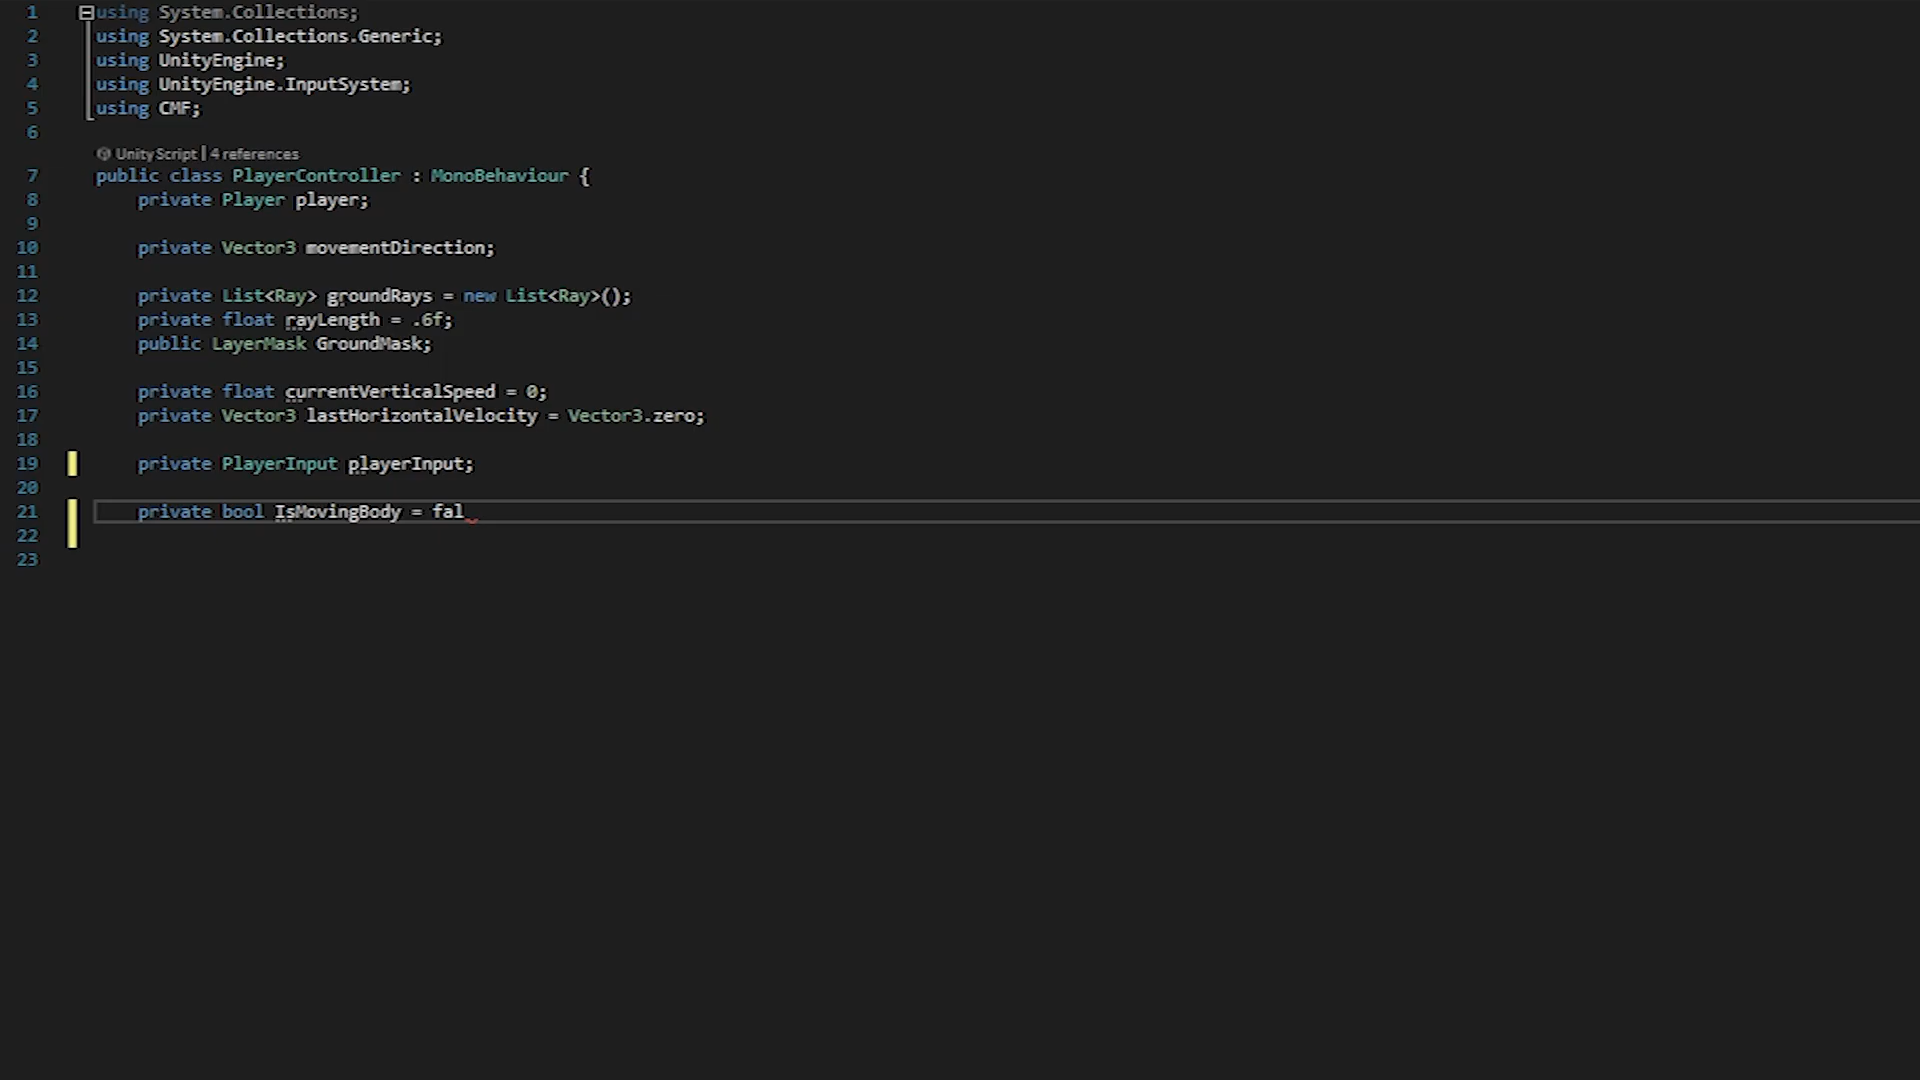 1 using System.Collections;
2 using System.Collections.Generic;
3 using UnityEngine;
4 using UnityEngine.InputSystem;
5 using CMF;
6
Unity Script | 4 references
7 public class PlayerController : MonoBehaviour {
8 private Player player;
9
10 private Vector3 movementDirection;
11
12 private List<Ray> groundRays = new List<Ray>();
13 private float rayLength = .6f;
14 public LayerMask GroundMask;
15
16 private float currentVerticalSpeed = 0;
17 private Vector3 lastHorizontalVelocity = Vector3.zero;
18
19 private PlayerInput playerInput;
20
21 private bool IsMovingBody = fal
22
23